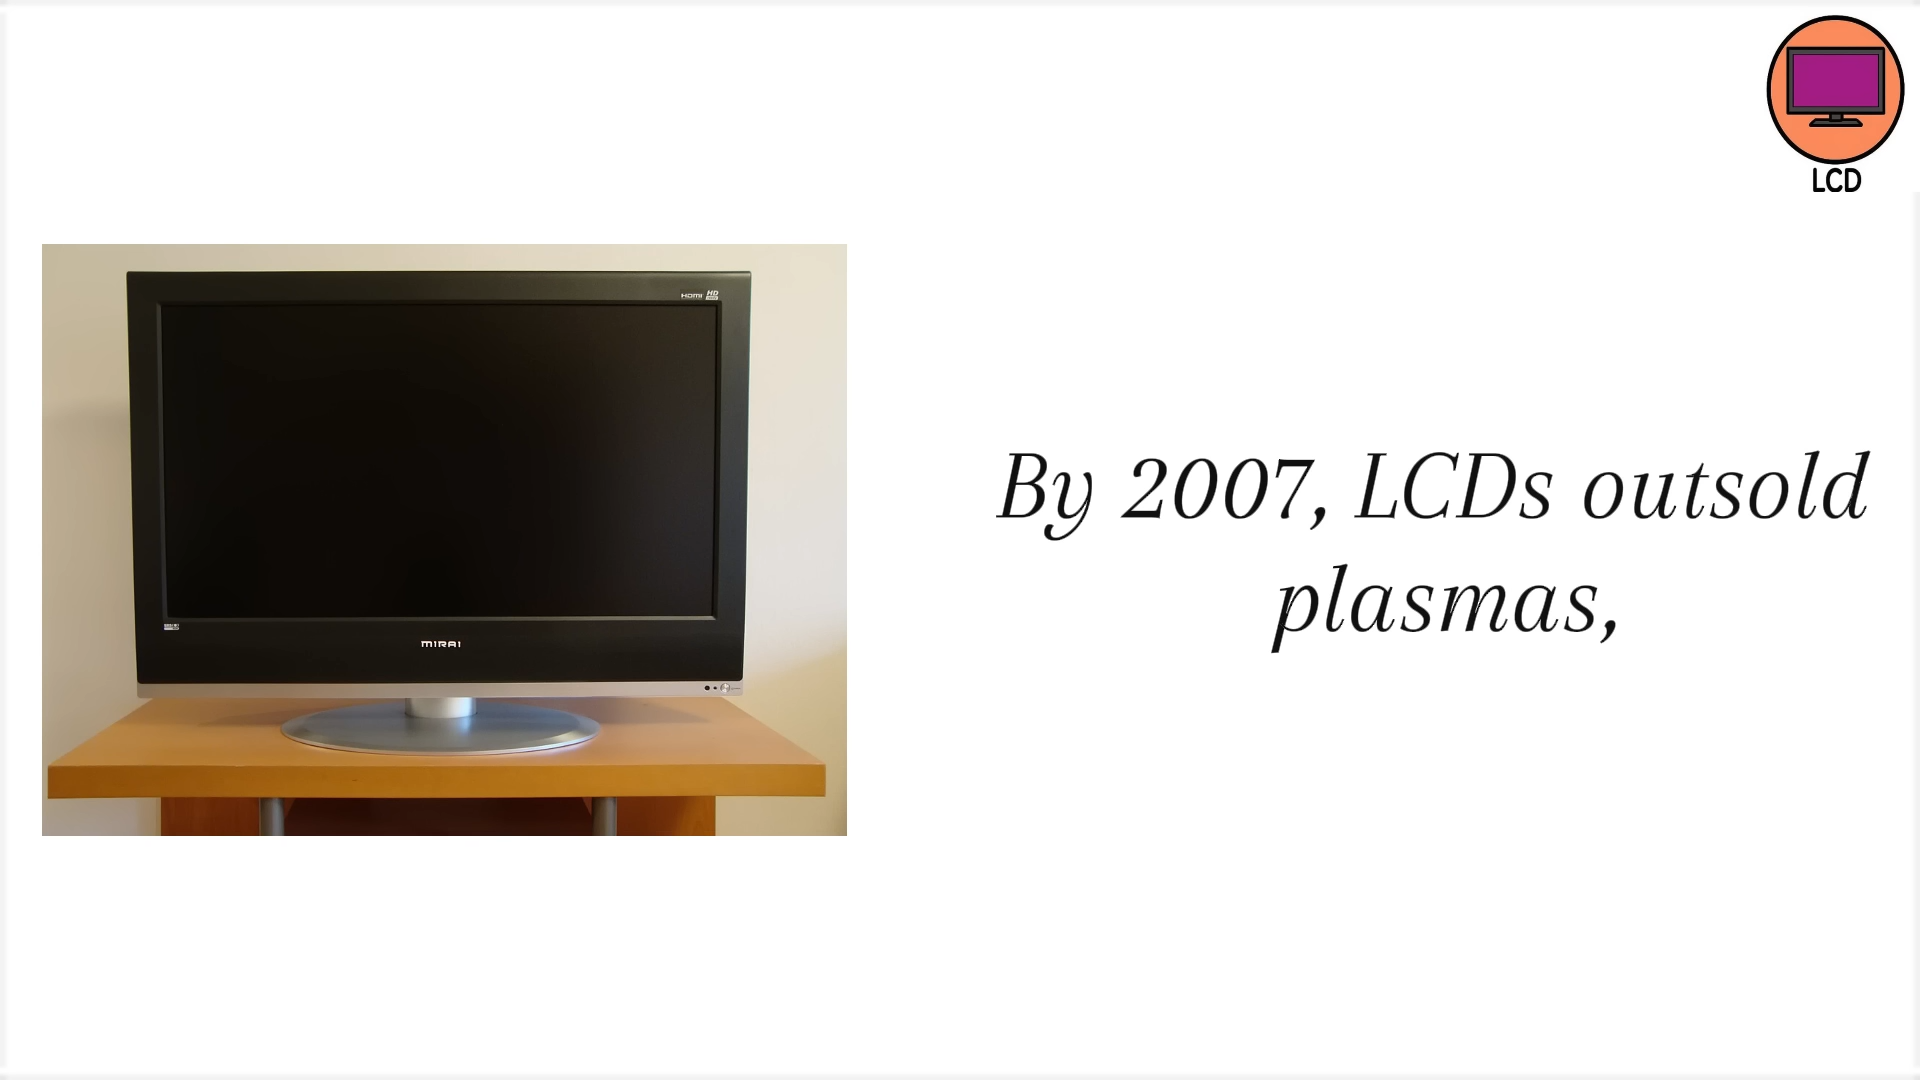 LCD
HDMI HD
MIRAI
By 2007, LCDs outsold
plasmas,